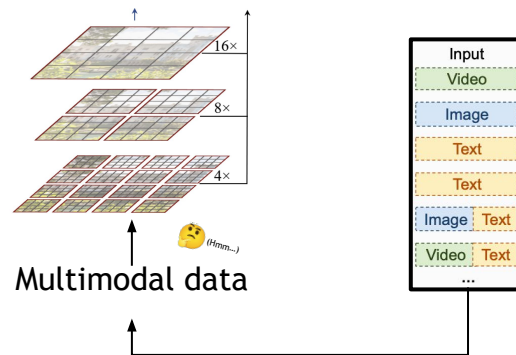 16×
8×
4×
(Hmm...)
Multimodal data
Input
Video
Image
Text
Text
Image Text
Video Text
...